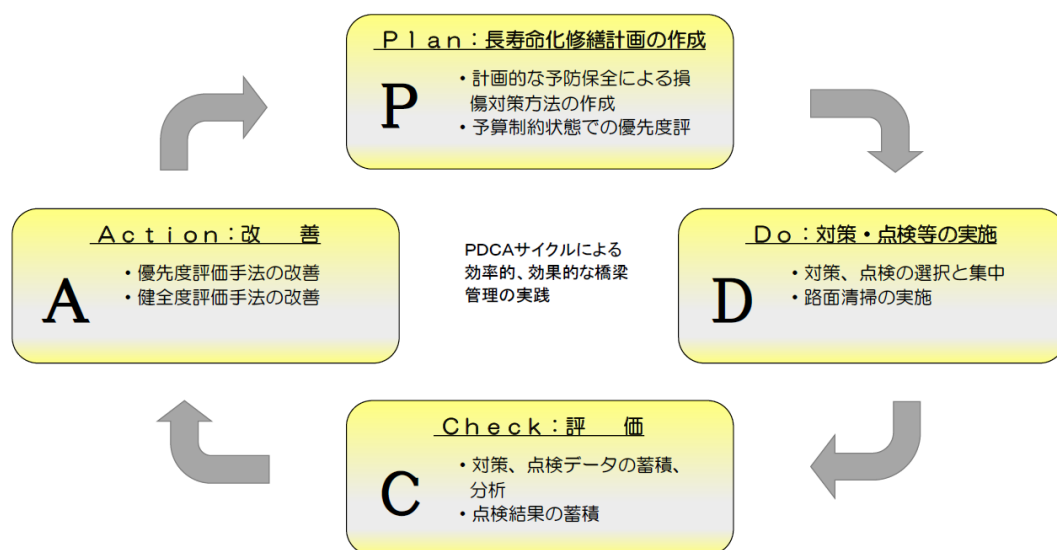 Ｐｌａｎ：長寿命化修繕計画の作成
P
・計画的な予防保全による損
傷対策方法の作成
・予算制約状態での優先度評
Ａｃｔｉｏｎ：改　善
A
・優先度評価手法の改善
・健全度評価手法の改善
PDCAサイクルによる
効率的、効果的な橋梁
管理の実践
Ｄｏ：対策・点検等の実施
D
・対策、点検の選択と集中
・路面清掃の実施
Ｃｈｅｃｋ：評　価
C
・対策、点検データの蓄積、
分析
・点検結果の蓄積